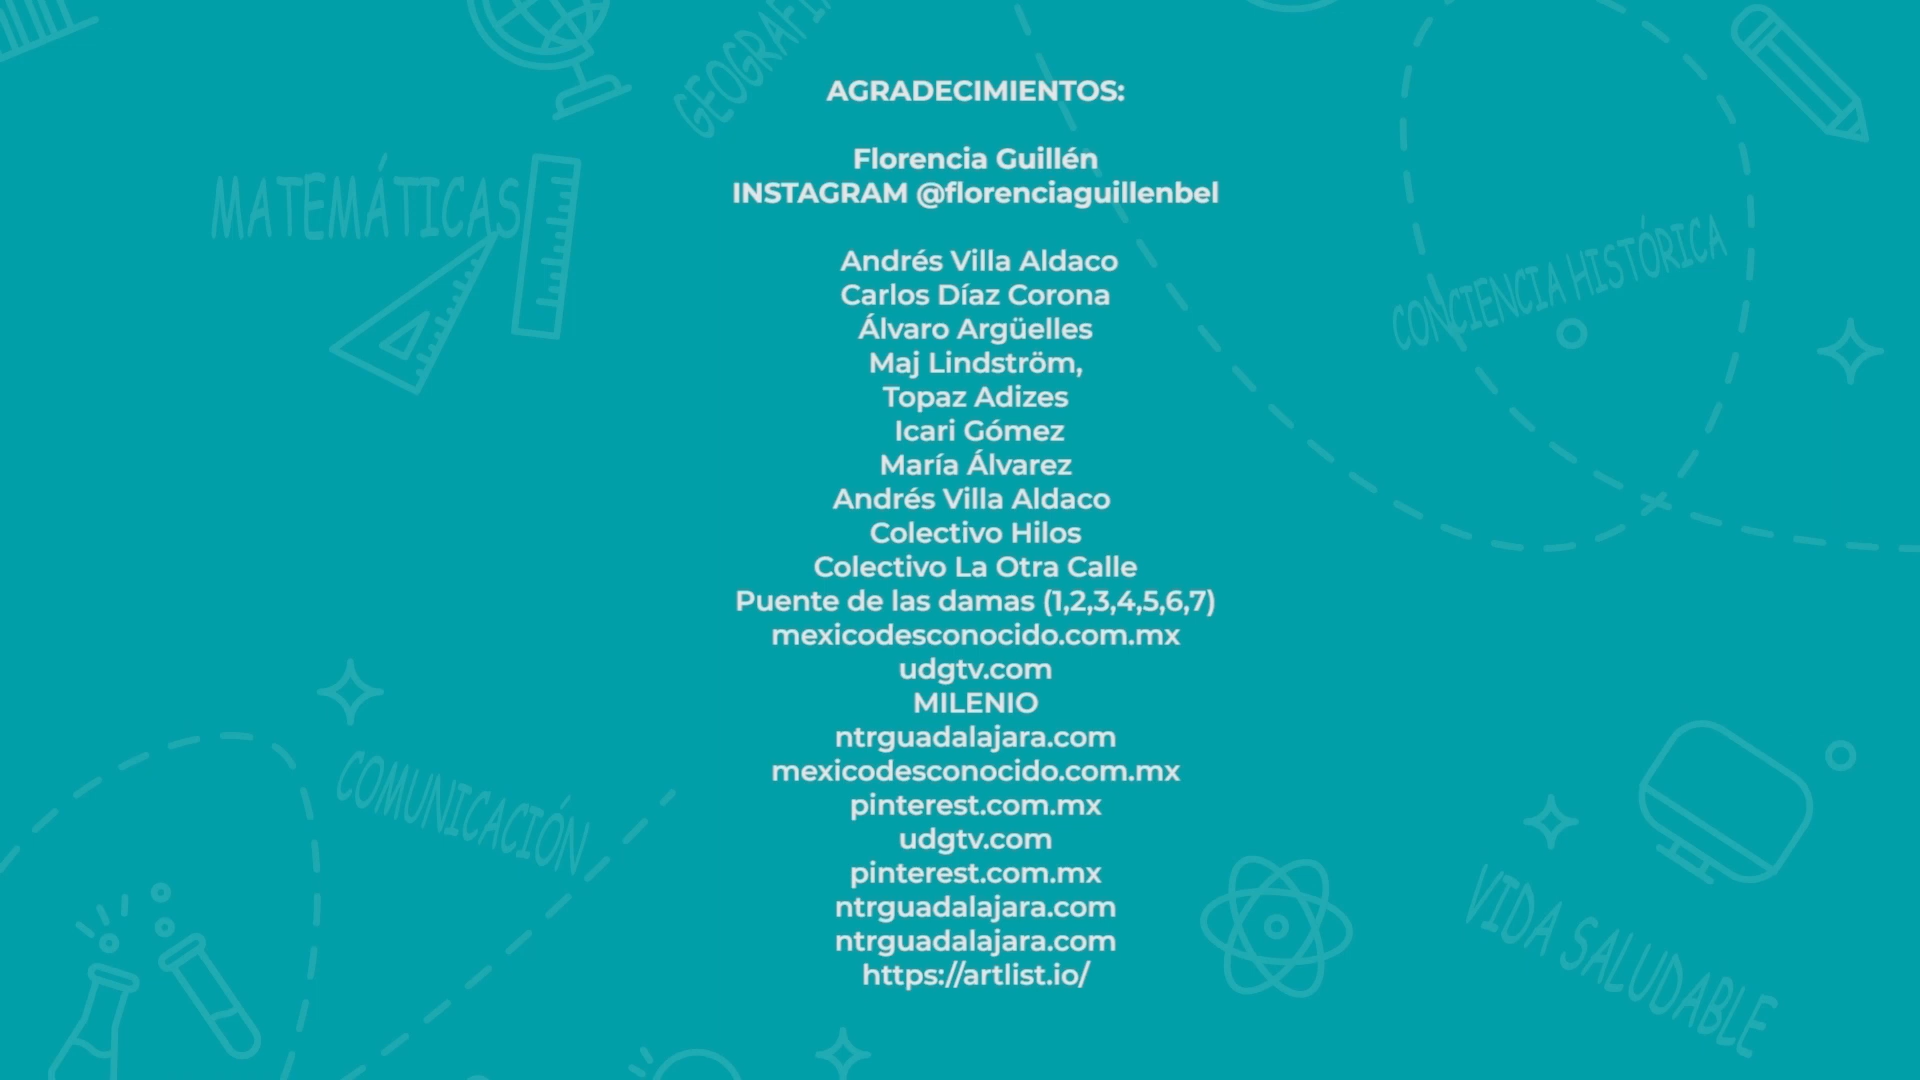 GEOGRAFÍA
AGRADECIMIENTOS:
MATEMÁTICAS
Florencia Guillén
INSTAGRAM @florenciaguillenbel
CONCIENCIA HISTÓRICA
Andrés Villa Aldaco
Carlos Díaz Corona
Álvaro Argüelles
Maj Lindström,
Topaz Adizes
Icari Gómez
María Álvarez
Andrés Villa Aldaco
Colectivo Hilos
Colectivo La Otra Calle
Puente de las damas (1,2,3,4,5,6,7)
mexicodesconocido.com.mx
udgtv.com
MILENIO
ntrguadalajara.com
mexicodesconocido.com.mx
pinterest.com.mx
udgtv.com
pinterest.com.mx
ntrguadalajara.com
ntrguadalajara.com
https://artlist.io/
COMUNICACIÓN
VIDA SALUDABLE